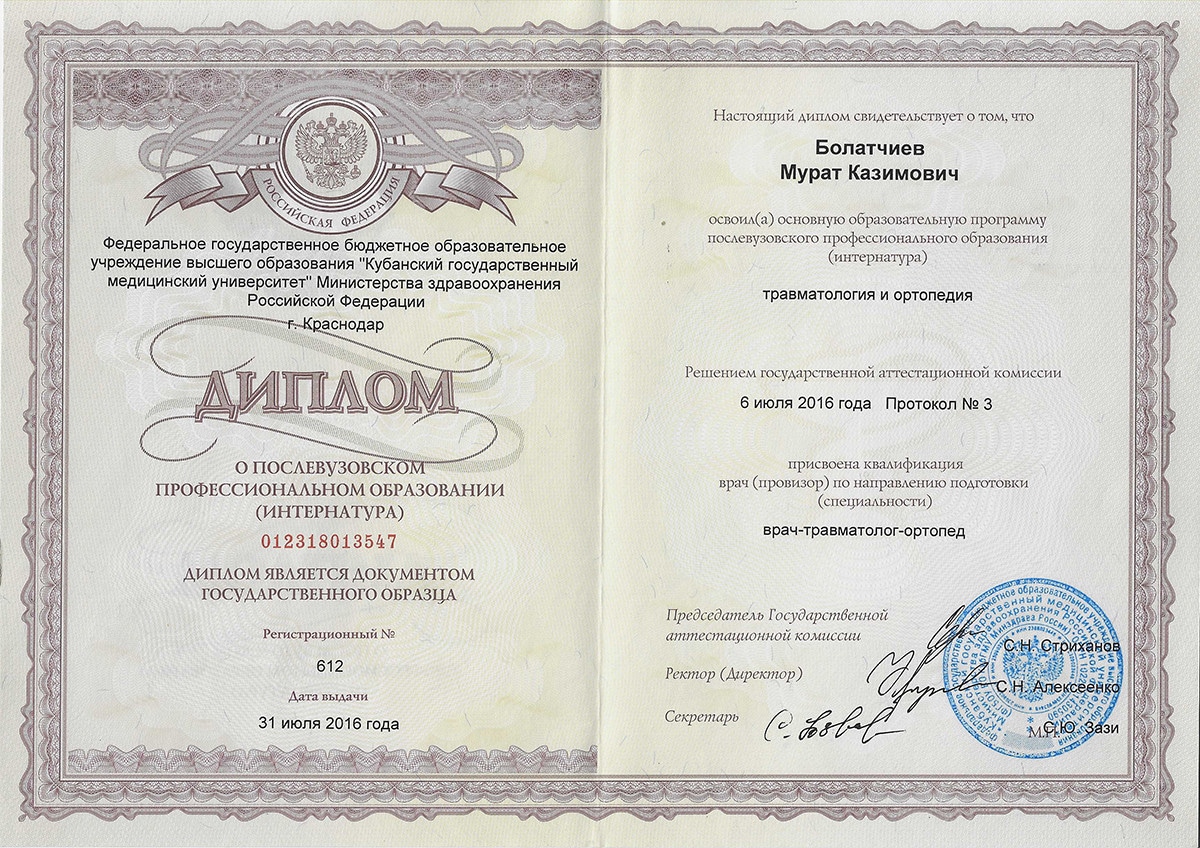 РОССИЙСКАЯ ФЕДЕРАЦИЯ
Федеральное государственное бюджетное образовательное
учреждение высшего образования "Кубанский государственный
медицинский университет" Министерства здравоохранения
Российской Федерации
г. Краснодар
ДИПЛОМ
О ПОСЛЕВУЗОВСКОМ
ПРОФЕССИОНАЛЬНОМ ОБРАЗОВАНИИ
(ИНТЕРНАТУРА)
012318013547
ДИПЛОМ ЯВЛЯЕТСЯ ДОКУМЕНТОМ
ГОСУДАРСТВЕННОГО ОБРАЗЦА
Регистрационный №
612
Дата выдачи
31 июля 2016 года
Настоящий диплом свидетельствует о том, что
Болатчиев
Мурат Казимович
освоил(а) основную образовательную программу
послевузовского профессионального образования
(интернатура)
травматология и ортопедия
Решением государственной аттестационной комиссии
6 июля 2016 года Протокол № 3
присвоена квалификация
врач (провизор) по направлению подготовки
(специальности)
врач-травматолог-ортопед
Председатель Государственной
аттестационной комиссии
С.Н. Стриханов
Ректор (Директор)
С.Н. Алексеенко
Секретарь
М.П.
С.Ю. Зази